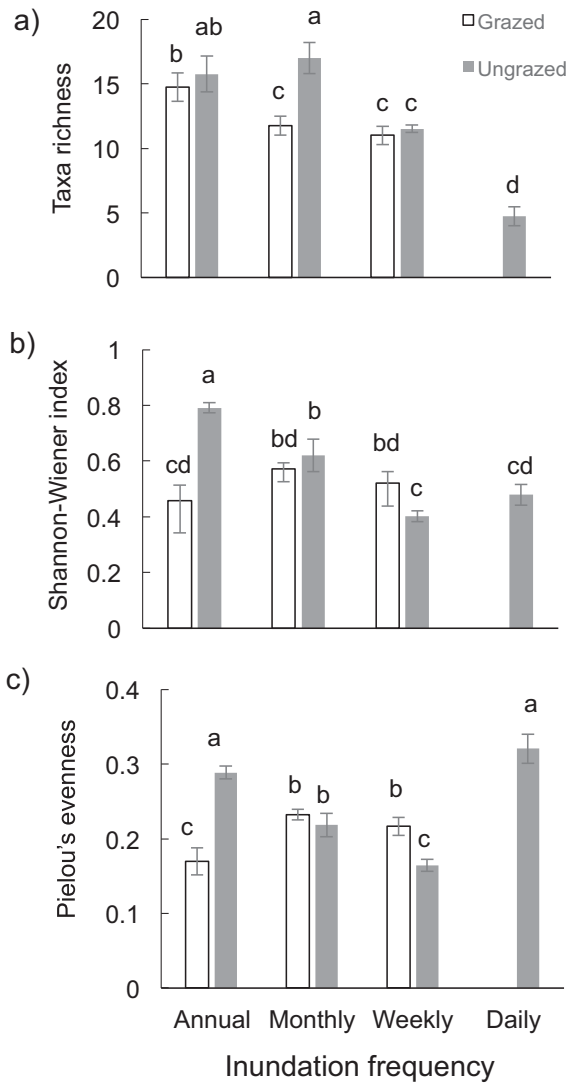 a)
Taxa richness
20
15
10
5
0
Grazed
Ungrazed
b
ab
c
a
c
c
d
b)
Shannon-Wiener index
1
0.8
0.6
0.4
0.2
0
cd
a
bd
b
bd
c
cd
c)
Pielou's evenness
0.4
0.3
0.2
0.1
0
c
a
b
b
b
c
a
Annual Monthly Weekly Daily
Inundation frequency